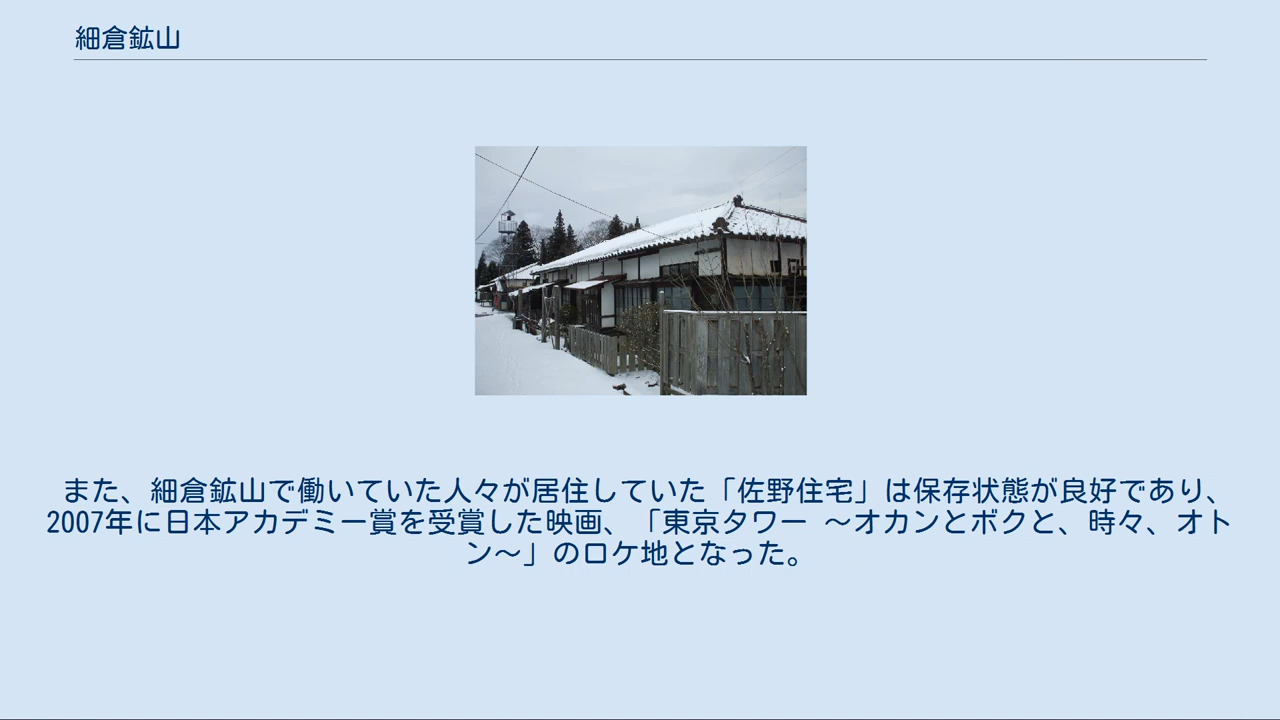 細倉鉱山
また、細倉鉱山で働いていた人々が居住していた「佐野住宅」は保存状態が良好であり、
2007年に日本アカデミー賞を受賞した映画、「東京タワー ～オカンとボクと、時々、オト
ン～」のロケ地となった。